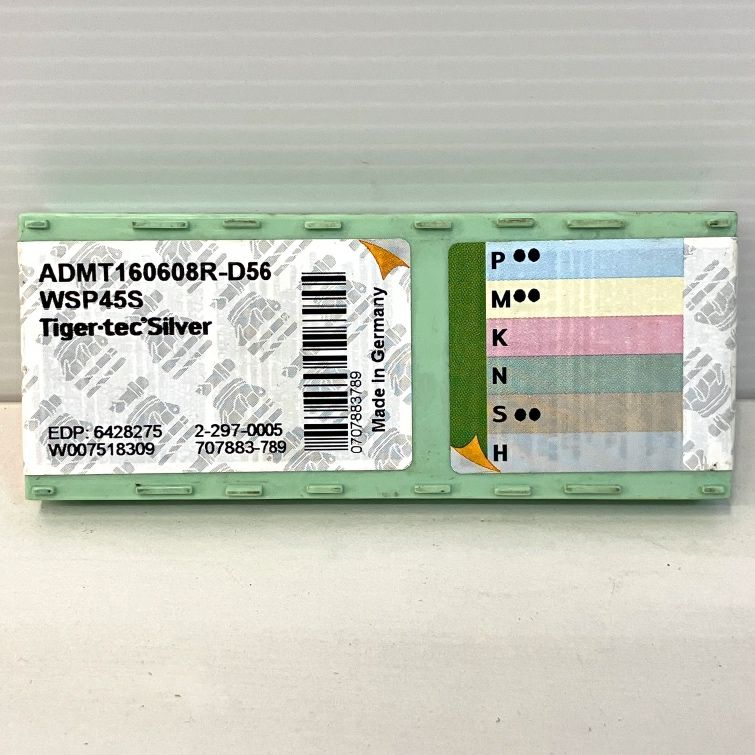 ADMT160608R-D56
WSP45S
Tiger·tec®Silver
EDP: 6428275 2-297-0005
W007518309 707883-789
0707883789
Made In Germany
P ●●
M ●●
K
N
S ●●
H